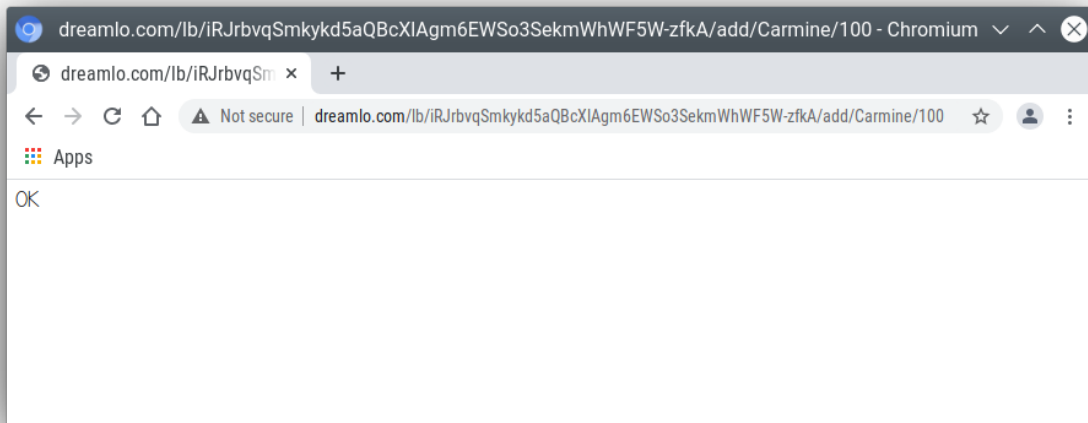 dreamlo.com/lb/iRJrbvqSmkykd5aQBcXIAgm6EWSo3SekmWhWF5W-zfkA/add/Carmine/100 - Chromium
dreamlo.com/lb/iRJrbvqSm
Not secure dreamlo.com/lb/iRJrbvqSmkykd5aQBcXIAgm6EWSo3SekmWhWF5W-zfkA/add/Carmine/100
Apps
OK